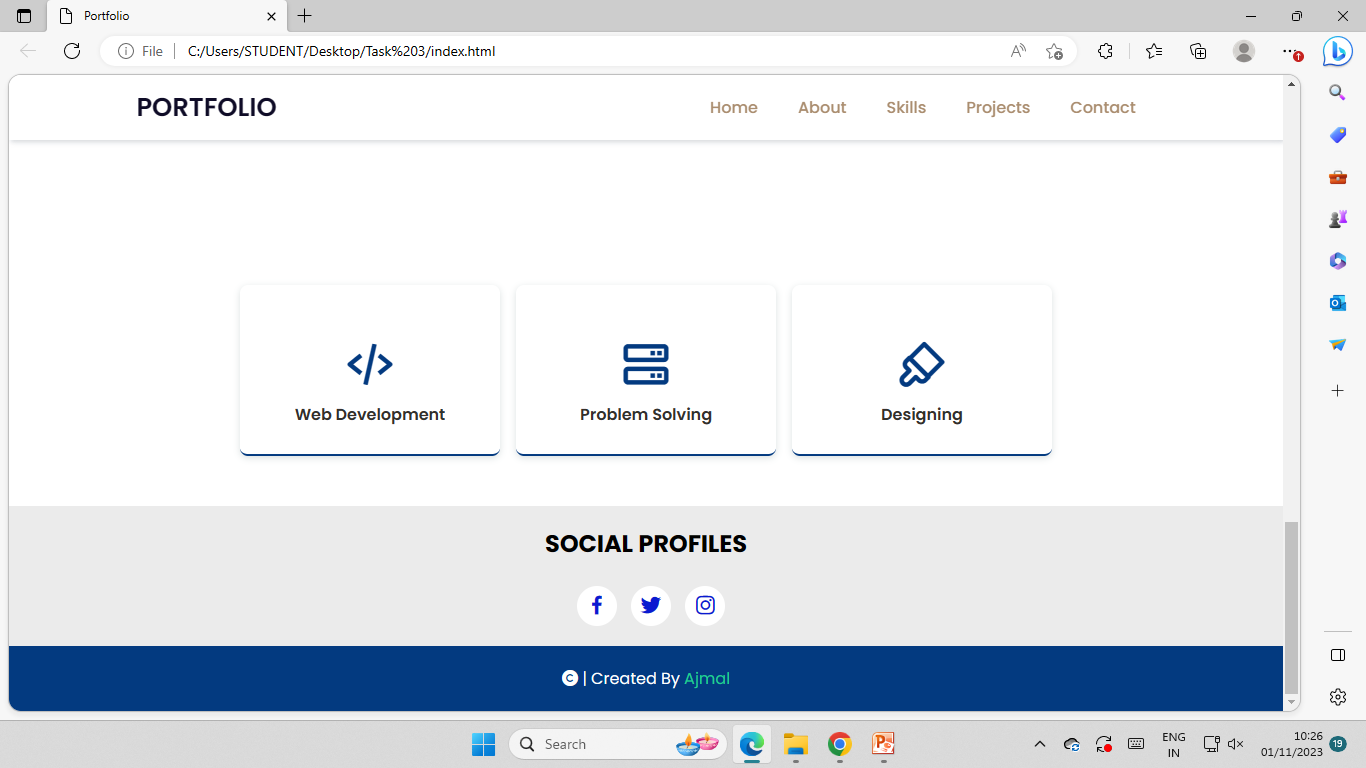 Portfolio
File
C:/Users/STUDENT/Desktop/Task%203/index.html
PORTFOLIO
Home
About
Skills
Projects
Contact
Web Development
Problem Solving
Designing
SOCIAL PROFILES
© | Created By Ajmal
Search
ENG
IN
10:26
01/11/2023
19